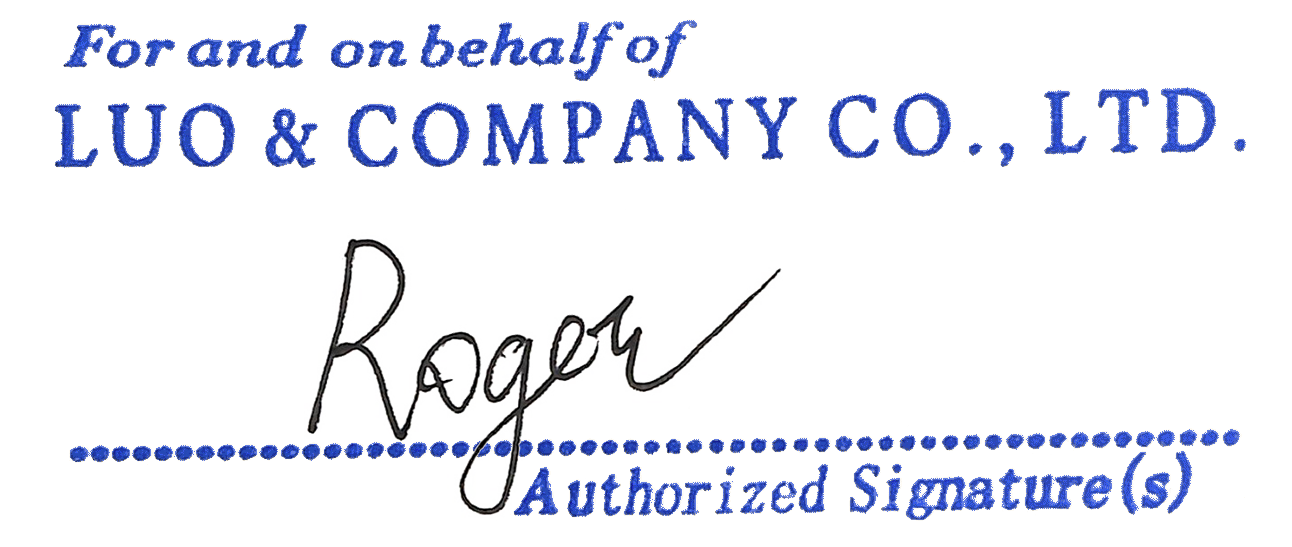 For and on behalf of
LUO & COMPANY CO., LTD.
Roger
Authorized Signature(s)